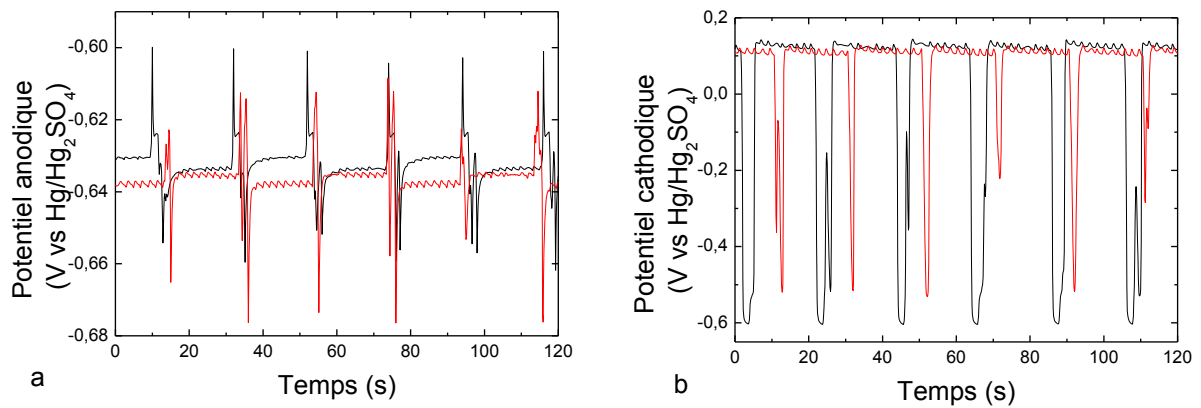 Potentiel anodique
(V vs Hg/Hg₂SO₄)
-0,60
-0,62
-0,64
-0,66
-0,68
0 20 40 60 80 100 120
Temps (s)
a
Potentiel cathodique
(V vs Hg/Hg₂SO₄)
0,2
0,0
-0,2
-0,4
-0,6
0 20 40 60 80 100 120
Temps (s)
b